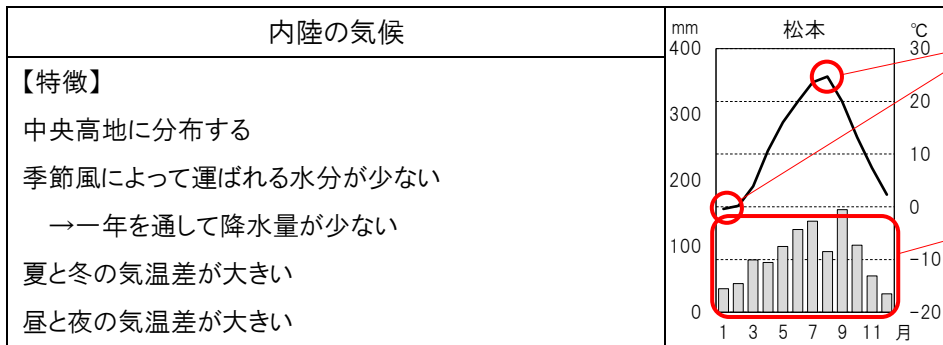 内陸の気候
【特徴】
中央高地に分布する
季節風によって運ばれる水分が少ない
→一年を通して降水量が少ない
夏と冬の気温差が大きい
昼と夜の気温差が大きい
mm 松本 ℃
400 30
300 20
10
200 0
100 -10
0 -20
1 3 5 7 9 11 月